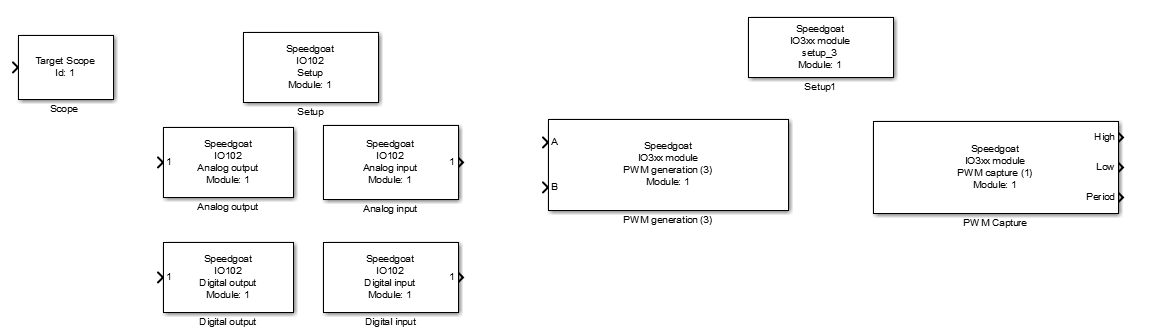 Target Scope
Id: 1
Scope
Speedgoat
IO102
Setup
Module: 1
Setup
Speedgoat
IO3xx module
setup_3
Module: 1
Setup1
1
Speedgoat
IO102
Analog output
Module: 1
Analog output
Speedgoat
IO102
Analog input
Module: 1
1
Analog input
A
B
Speedgoat
IO3xx module
PWM generation (3)
Module: 1
PWM generation (3)
Speedgoat
IO3xx module
PWM capture (1)
Module: 1
High
Low
Period
PWM Capture
1
Speedgoat
IO102
Digital output
Module: 1
Digital output
Speedgoat
IO102
Digital input
Module: 1
1
Digital input